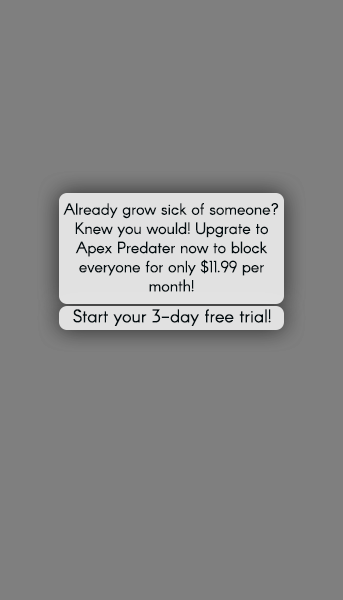 Already grow sick of someone?
Knew you would! Upgrate to
Apex Predater now to block
everyone for only $11.99 per
month!
Start your 3-day free trial!